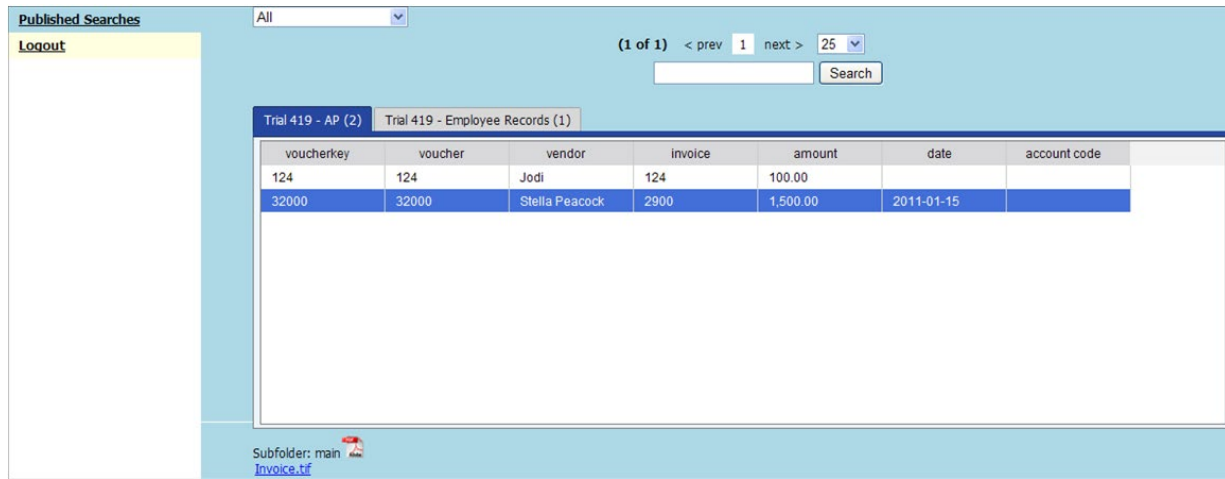 Published Searches
All
Logout
(1 of 1) < prev 1 next > 25
Search
Trial 419 - AP (2) Trial 419 - Employee Records (1)
voucherkey voucher vendor invoice amount date account code
124 124 Jodi 124 100.00
32000 32000 Stella Peacock 2900 1,500.00 2011-01-15
Subfolder: main
Invoice.tif